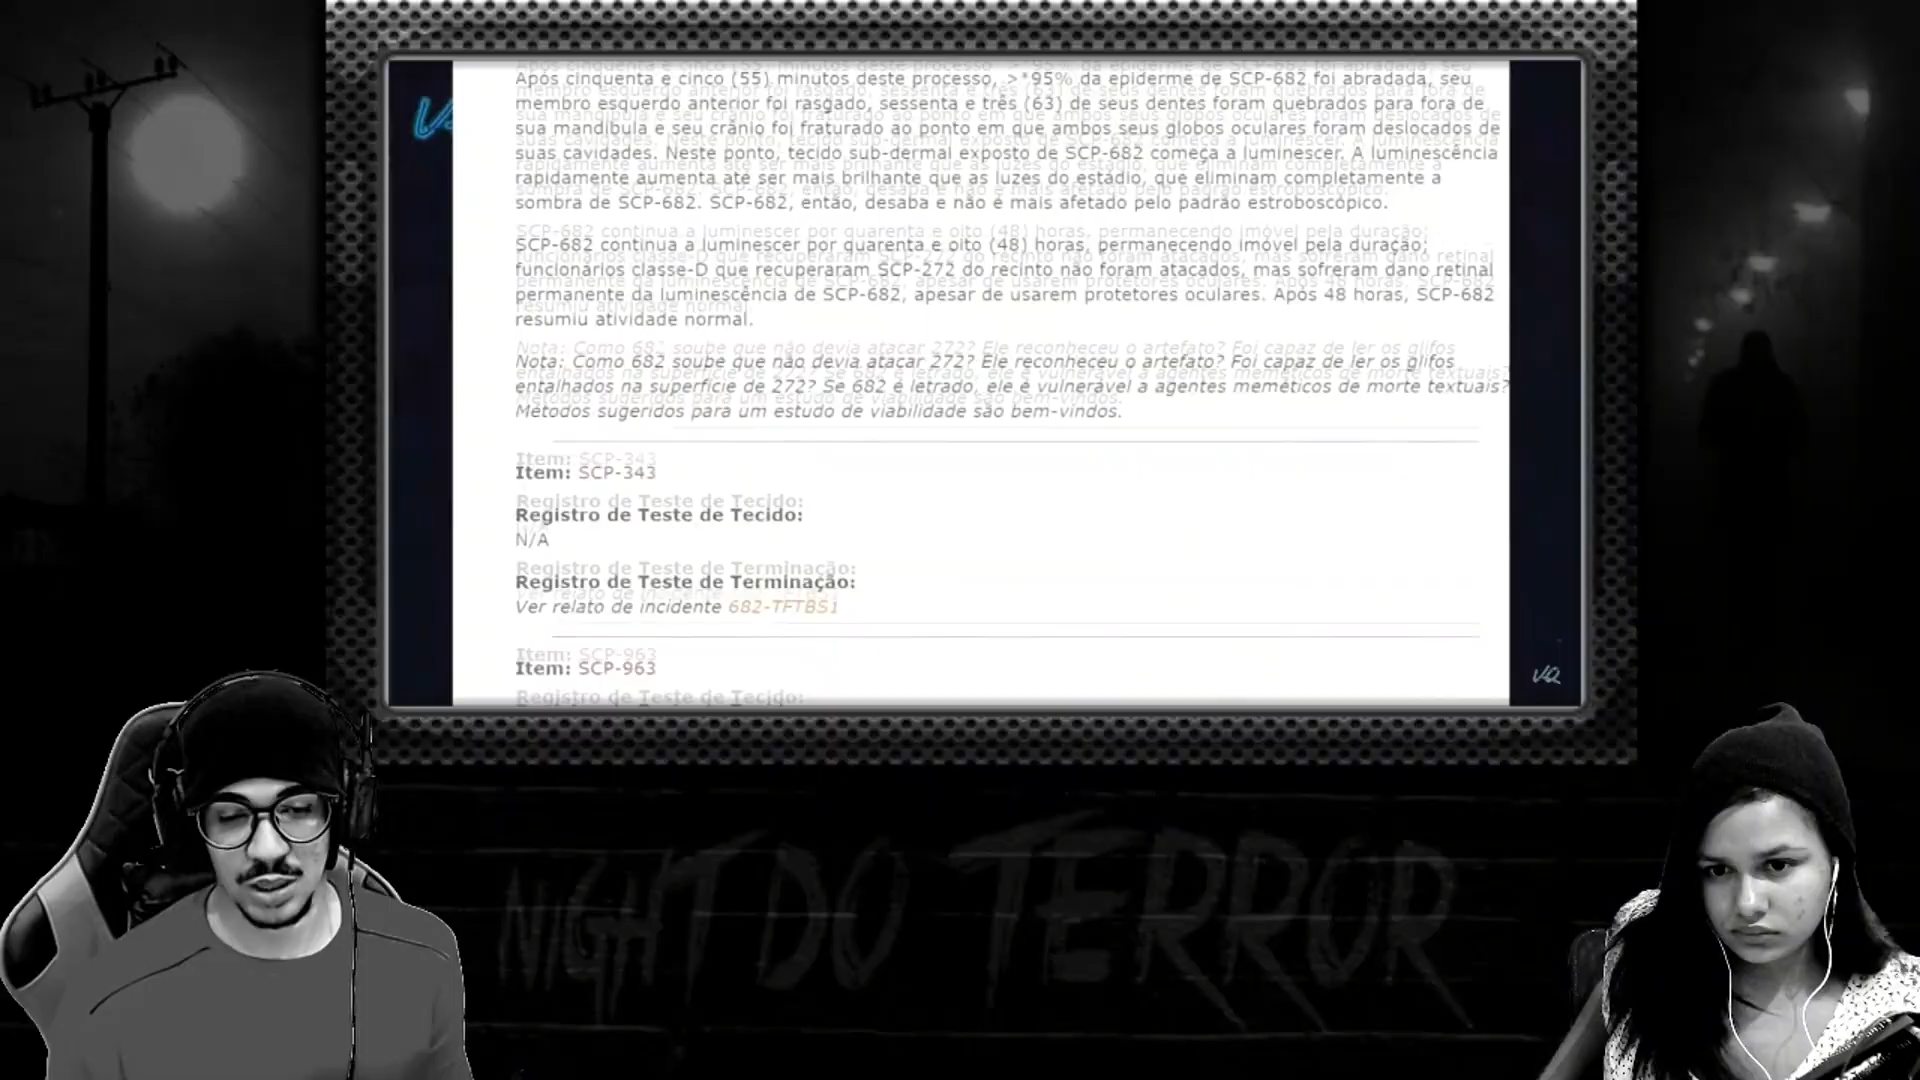 Após cinquenta e cinco (55) minutos deste processo, >*95% da epiderme de SCP-682 foi abradada, seu
membro esquerdo anterior foi rasgado, sessenta e três (63) de seus dentes foram quebrados para fora de
sua mandíbula e seu crânio foi fraturado ao ponto em que ambos seus globos oculares foram deslocados de
suas cavidades. Neste ponto, tecido sub-dermal exposto de SCP-682 começa a luminescer. A luminescência
rapidamente aumenta até ser mais brilhante que as luzes do estádio, que eliminam completamente a
sombra de SCP-682. SCP-682, então, desaba e não é mais afetado pelo padrão estroboscópico.
SCP-682 continua a luminescer por quarenta e oito (48) horas, permanecendo imóvel pela duração;
funcionários classe-D que recuperaram SCP-272 do recinto não foram atacados, mas sofreram dano retinal
permanente da luminescência de SCP-682, apesar de usarem protetores oculares. Após 48 horas, SCP-682
resumiu atividade normal.
Nota: Como 682 soube que não devia atacar 272? Ele reconheceu o artefato? Foi capaz de ler os glifos
entalhados na superfície de 272? Se 682 é letrado, ele é vulnerável a agentes meméticos de morte textuais?
Métodos sugeridos para um estudo de viabilidade são bem-vindos.
Item: SCP-343
Registro de Teste de Tecido:
N/A
Registro de Teste de Terminação:
Ver relato de incidente 682-TFTBS1
Item: SCP-963
Registro de Teste de Tecido:
VQ
NIGHT DO TERROR